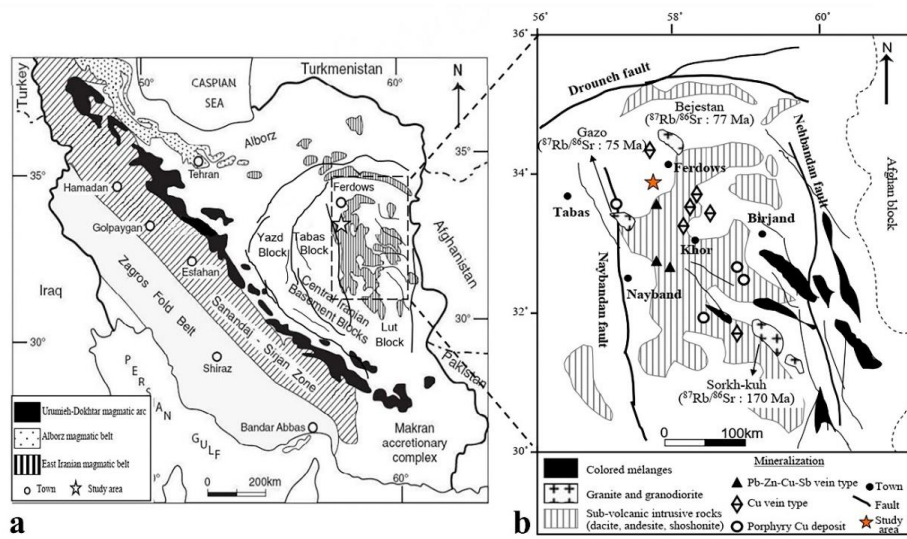 Turkey
50
CASPIAN
SEA
Turkmenistan
60
N
Alborz
35
35
Tehran
Hamadan
Golpaygan
Esfahan
Ferdows
Yazd
Block
Tabas
Block
Central Iranian
Basement Blocks
Lut
Block
Afghanistan
Iraq
30
30
Zagros Fold Belt
Sanandaj - Sirjan Zone
Shiraz
Pakistan
PERSIAN
GULF
Bandar Abbas
Makran
accretionary
complex
60
Urumieh-Dokhtar magmatic arc
Alborz magmatic belt
East Iranian magmatic belt
Town
Study area
0 200km
a
56°
58°
60°
36°
N
Drouneh fault
Bejestan
(⁸⁷Rb/⁸⁶Sr : 77 Ma)
Gazo
(⁸⁷Rb/⁸⁶Sr : 75 Ma)
Ferdows
Nehbandan fault
Afghan block
34°
Tabas
Birjand
Khor
Nayband
Naybandan fault
32°
Sorkh-kuh
(⁸⁷Rb/⁸⁶Sr : 170 Ma)
0 100km
30°
Colored mélanges
Granite and granodiorite
Sub-volcanic intrusive rocks
(dacite, andesite, shoshonite)
Mineralization
Pb-Zn-Cu-Sb vein type
Cu vein type
Porphyry Cu deposit
Town
Fault
Study
area
b